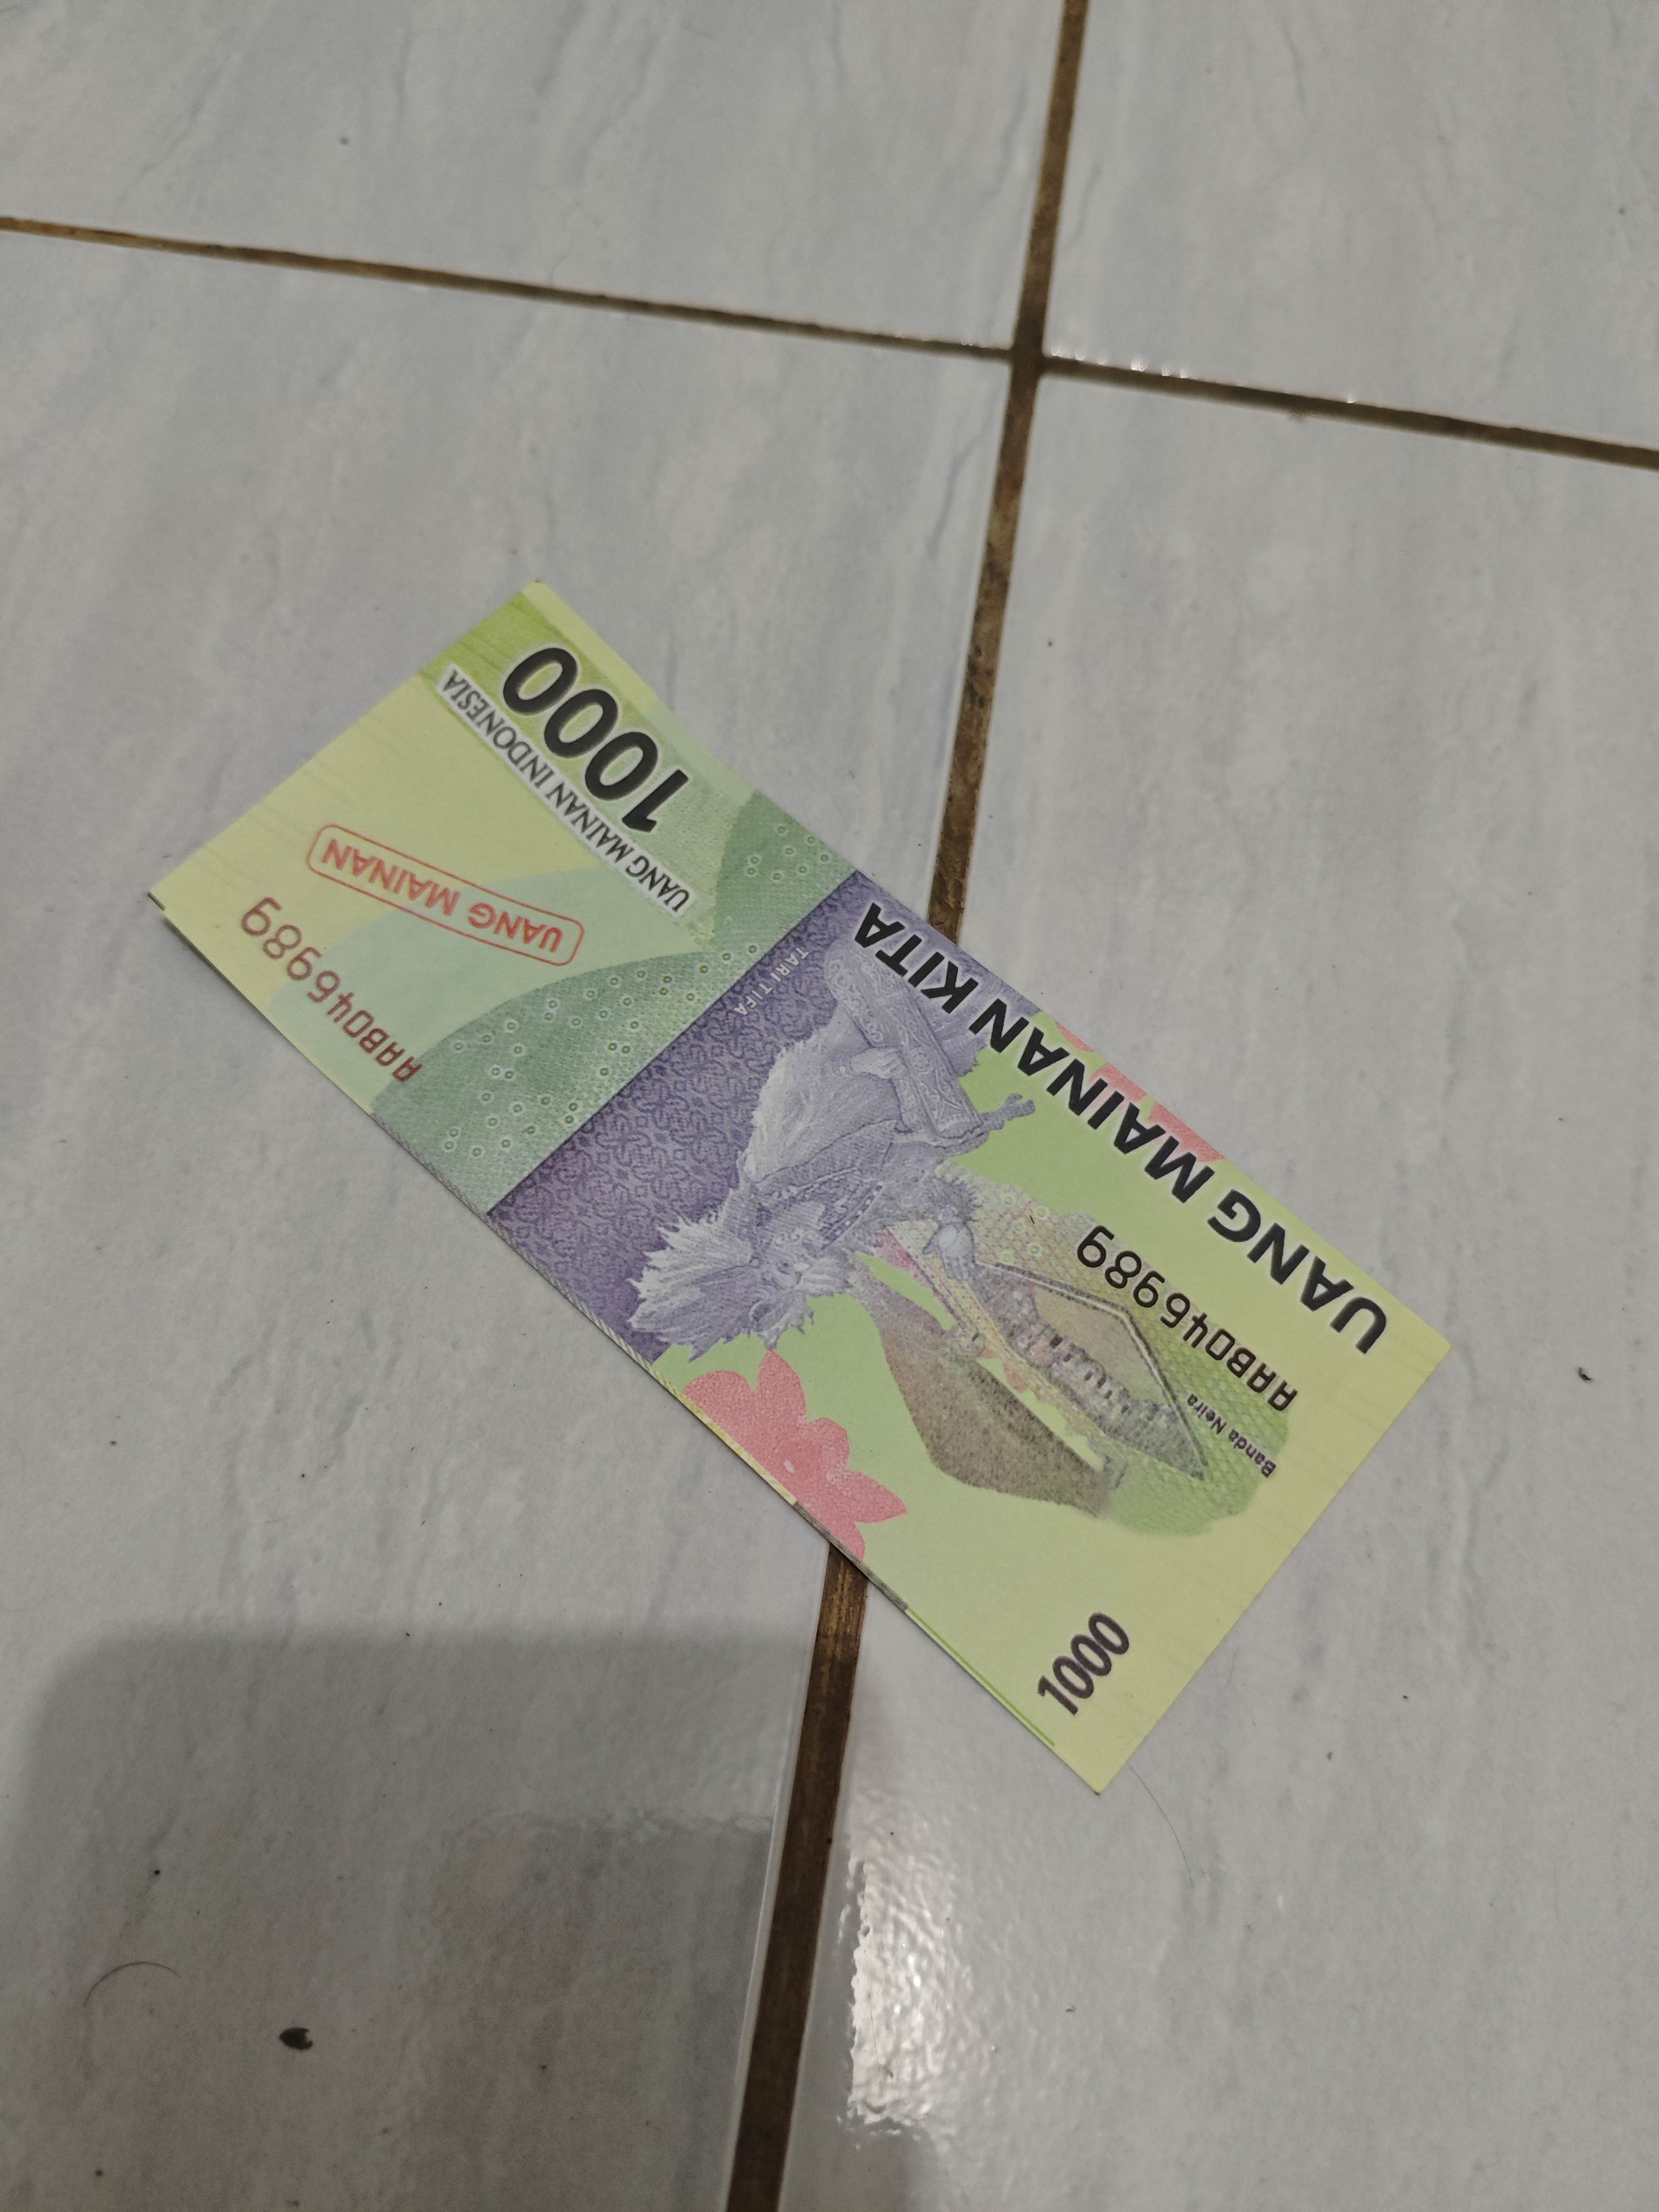 UANG MAINAN KITA
1000
AAB046989
Banda Neira
TARI TIFA
AAB046989
UANG MAINAN
UANG MAINAN INDONESIA
1000